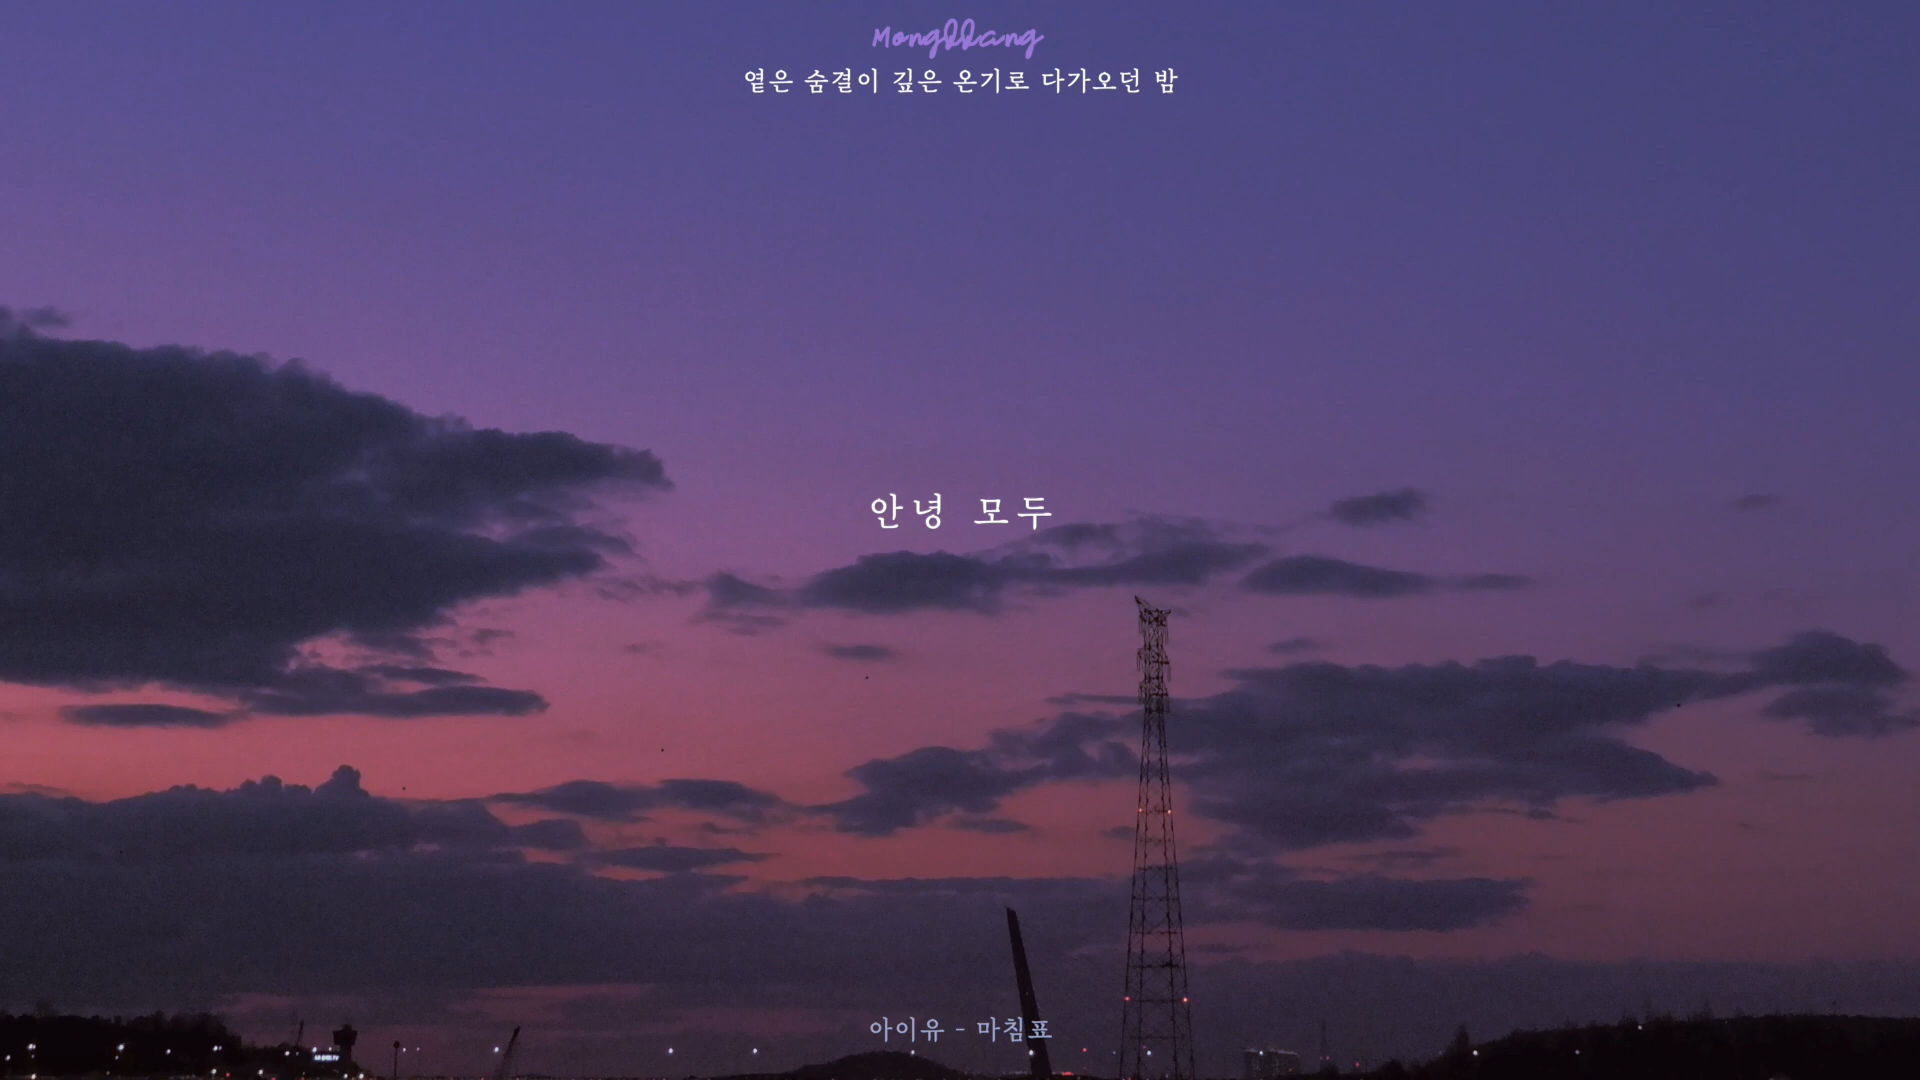 Mongllang
옅은 숨결이 깊은 온기로 다가오던 밤
안녕 모두
아이유 - 마침표